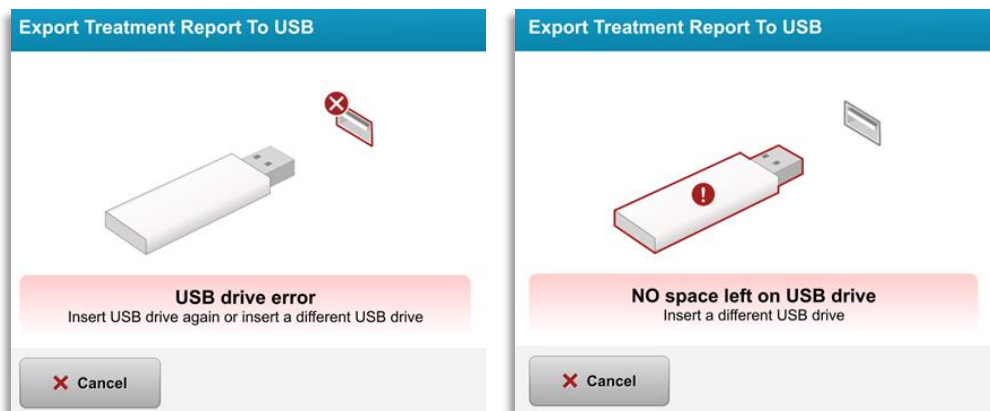 Export Treatment Report To USB
USB drive error
Insert USB drive again or insert a different USB drive
Cancel
Export Treatment Report To USB
NO space left on USB drive
Insert a different USB drive
Cancel